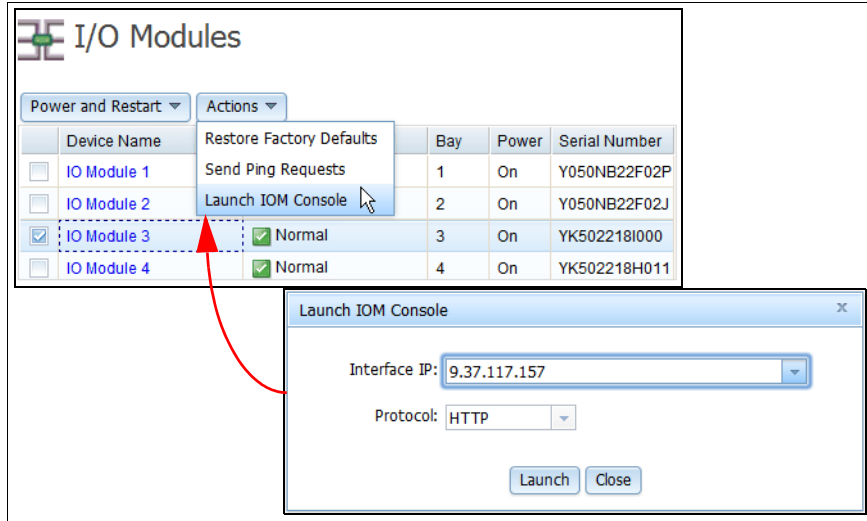 I/O Modules
Power and Restart Actions
Device Name Bay Power Serial Number
Restore Factory Defaults
Send Ping Requests
Launch IOM Console
IO Module 1 1 On Y050NB22F02P
IO Module 2 2 On Y050NB22F02J
IO Module 3 Normal 3 On YK502218I000
IO Module 4 Normal 4 On YK502218H011
Launch IOM Console x
Interface IP: 9.37.117.157
Protocol: HTTP
Launch Close